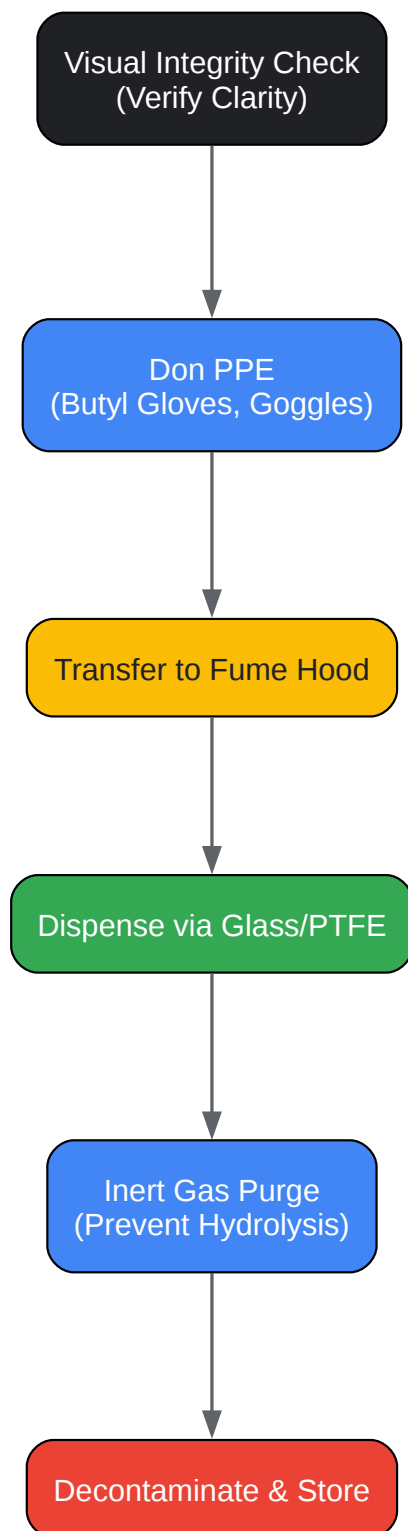 Visual Integrity Check
(Verify Clarity)
Don PPE
(Butyl Gloves, Goggles)
Transfer to Fume Hood
Dispense via Glass/PTFE
Inert Gas Purge
(Prevent Hydrolysis)
Decontaminate & Store